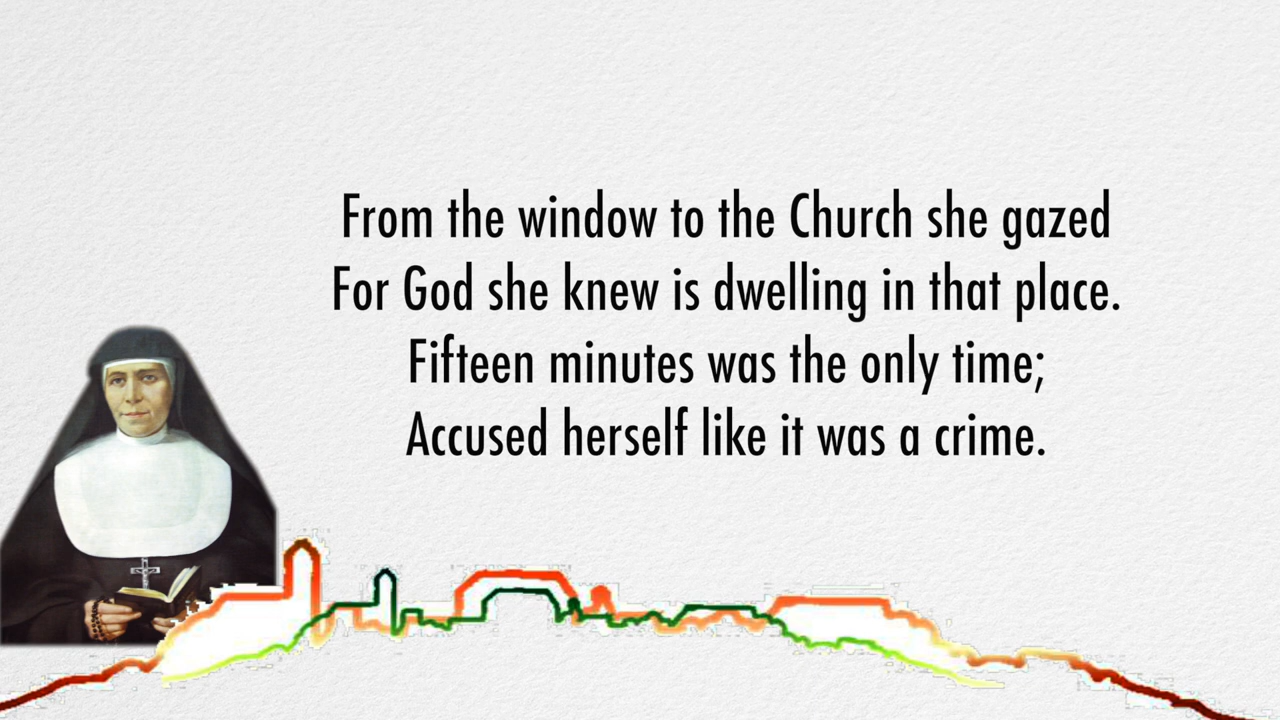 From the window to the Church she gazed
For God she knew is dwelling in that place.
Fifteen minutes was the only time;
Accused herself like it was a crime.